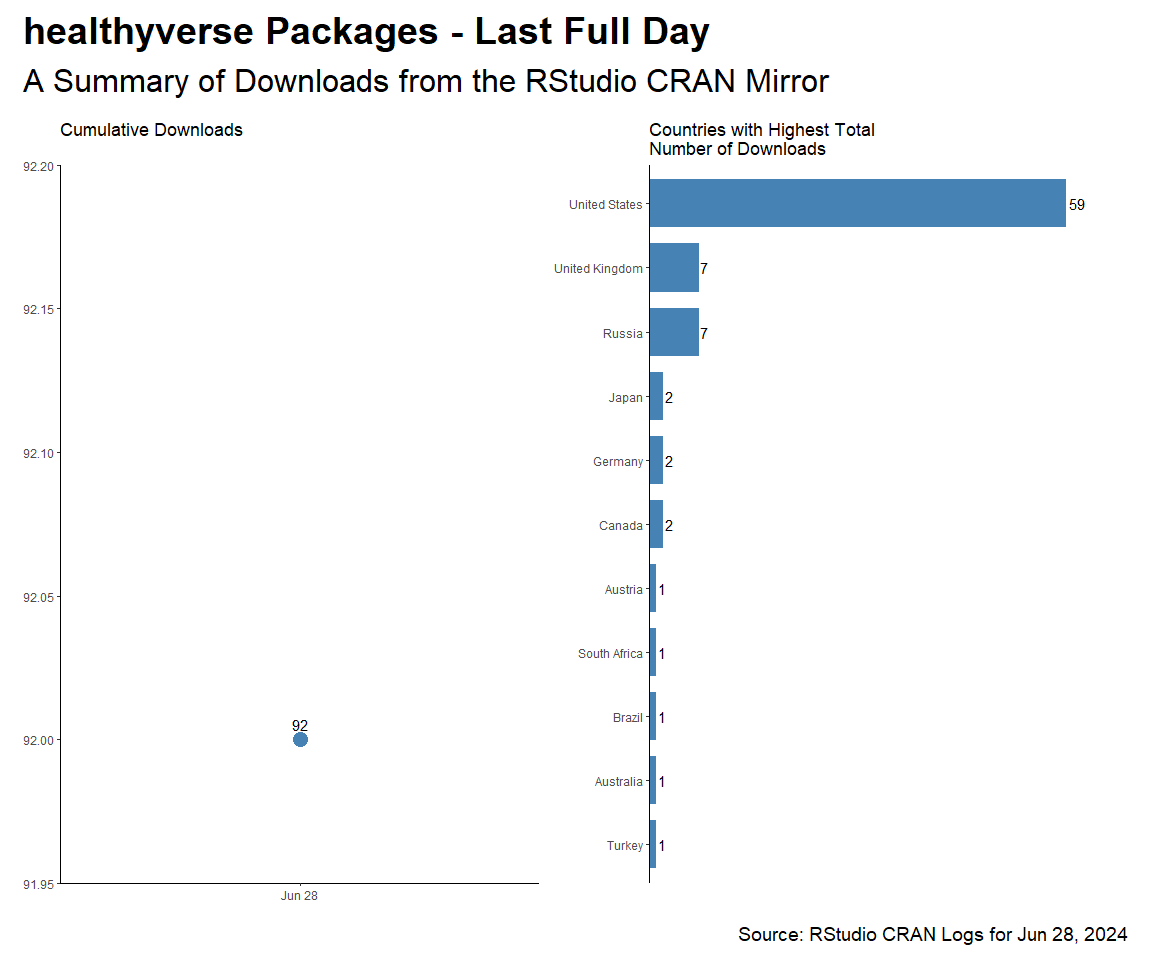 healthyverse Packages - Last Full Day
A Summary of Downloads from the RStudio CRAN Mirror
Cumulative Downloads
92.20
92.15
92.10
92.05
92.00
91.95
92
Jun 28
Countries with Highest Total
Number of Downloads
United States 59
United Kingdom 7
Russia 7
Japan 2
Germany 2
Canada 2
Austria 1
South Africa 1
Brazil 1
Australia 1
Turkey 1
Source: RStudio CRAN Logs for Jun 28, 2024